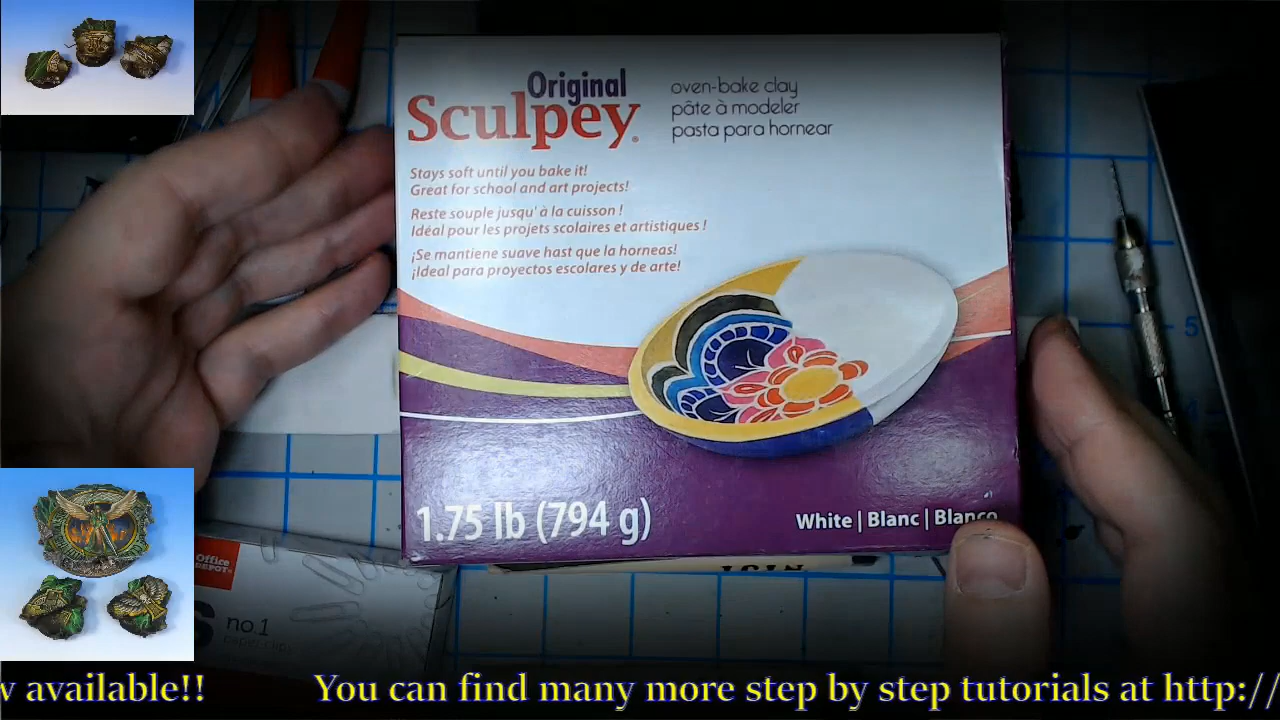 Original
Sculpey®
oven-bake clay
pâte à modeler
pasta para hornear
Stays soft until you bake it!
Great for school and art projects!
Reste souple jusqu' à la cuisson !
Idéal pour les projets scolaires et artistiques !
¡Se mantiene suave hast que la horneas!
¡Ideal para proyectos escolares y de arte!
1.75 lb (794 g)
White | Blanc | Blanco
Office
DEPOT
no.1
paper clips
5
available!!
You can find many more step by step tutorials at http://